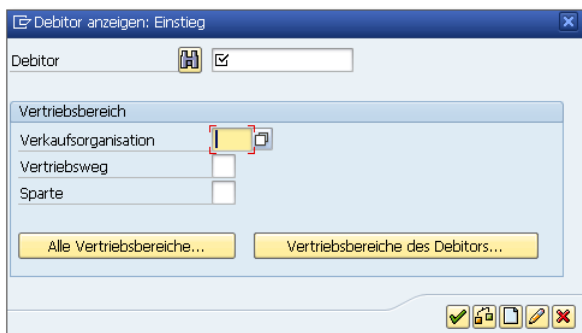 Debitor anzeigen: Einstieg
Debitor
Vertriebsbereich
Verkaufsorganisation
Vertriebsweg
Sparte
Alle Vertriebsbereiche... Vertriebsbereiche des Debitors...